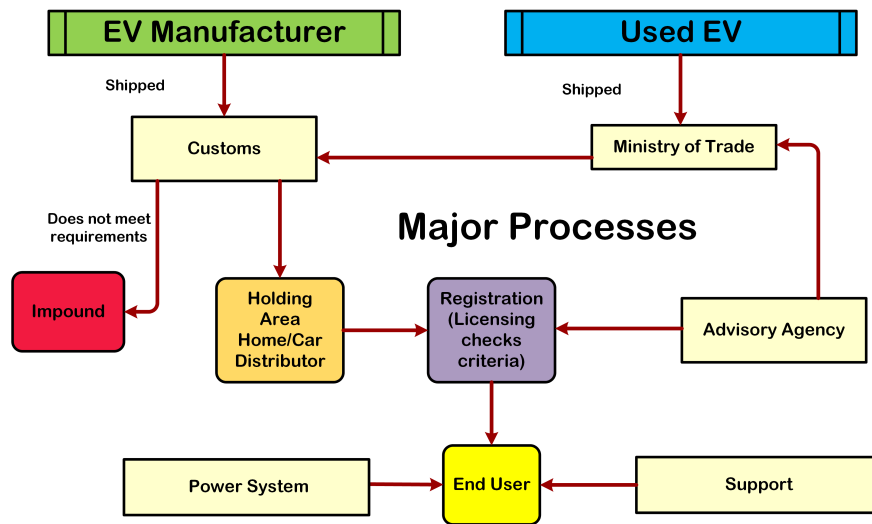 EV Manufacturer
Used EV
Shipped
Shipped
Customs
Ministry of Trade
Does not meet
requirements
Major Processes
Impound
Holding
Area
Home/Car
Distributor
Registration
(Licensing
checks
criteria)
Advisory Agency
Power System
End User
Support